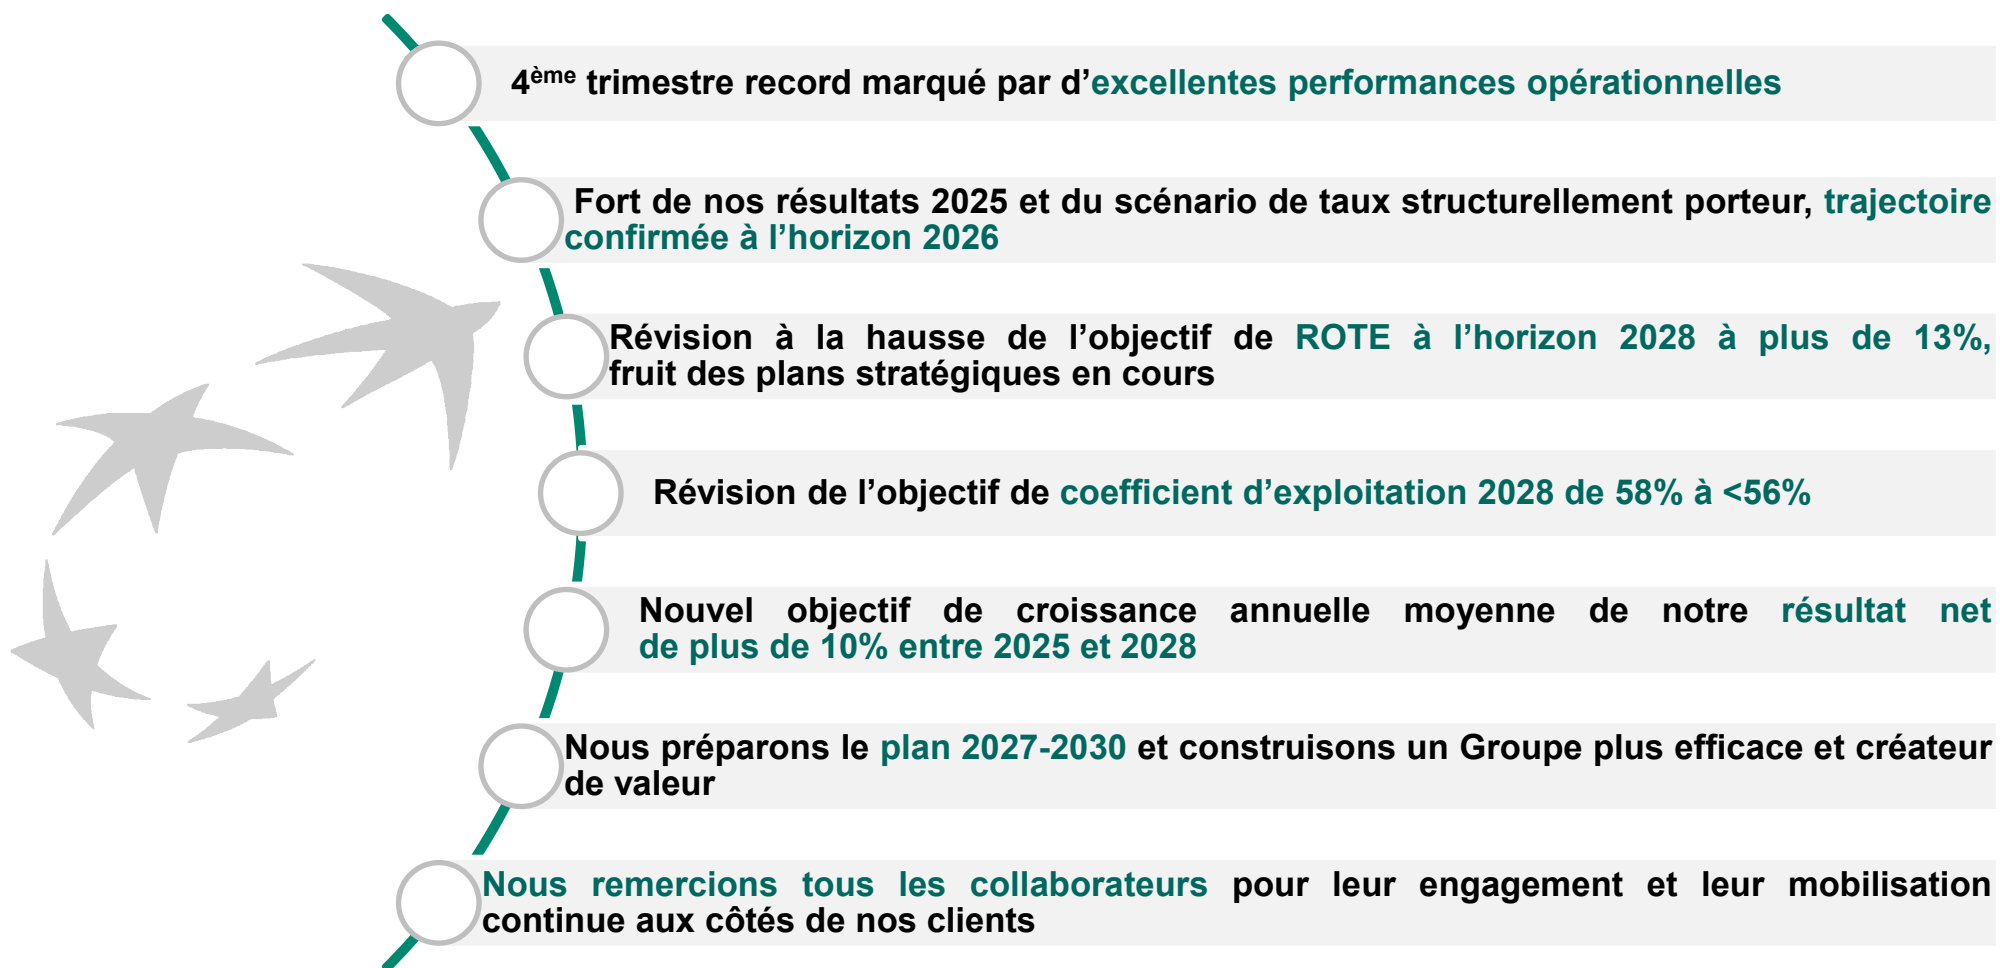 4ème trimestre record marqué par d’excellentes performances opérationnelles
Fort de nos résultats 2025 et du scénario de taux structurellement porteur, trajectoire
confirmée à l’horizon 2026
Révision à la hausse de l’objectif de ROTE à l’horizon 2028 à plus de 13%,
fruit des plans stratégiques en cours
Révision de l’objectif de coefficient d’exploitation 2028 de 58% à <56%
Nouvel objectif de croissance annuelle moyenne de notre résultat net
de plus de 10% entre 2025 et 2028
Nous préparons le plan 2027-2030 et construisons un Groupe plus efficace et créateur
de valeur
Nous remercions tous les collaborateurs pour leur engagement et leur mobilisation
continue aux côtés de nos clients